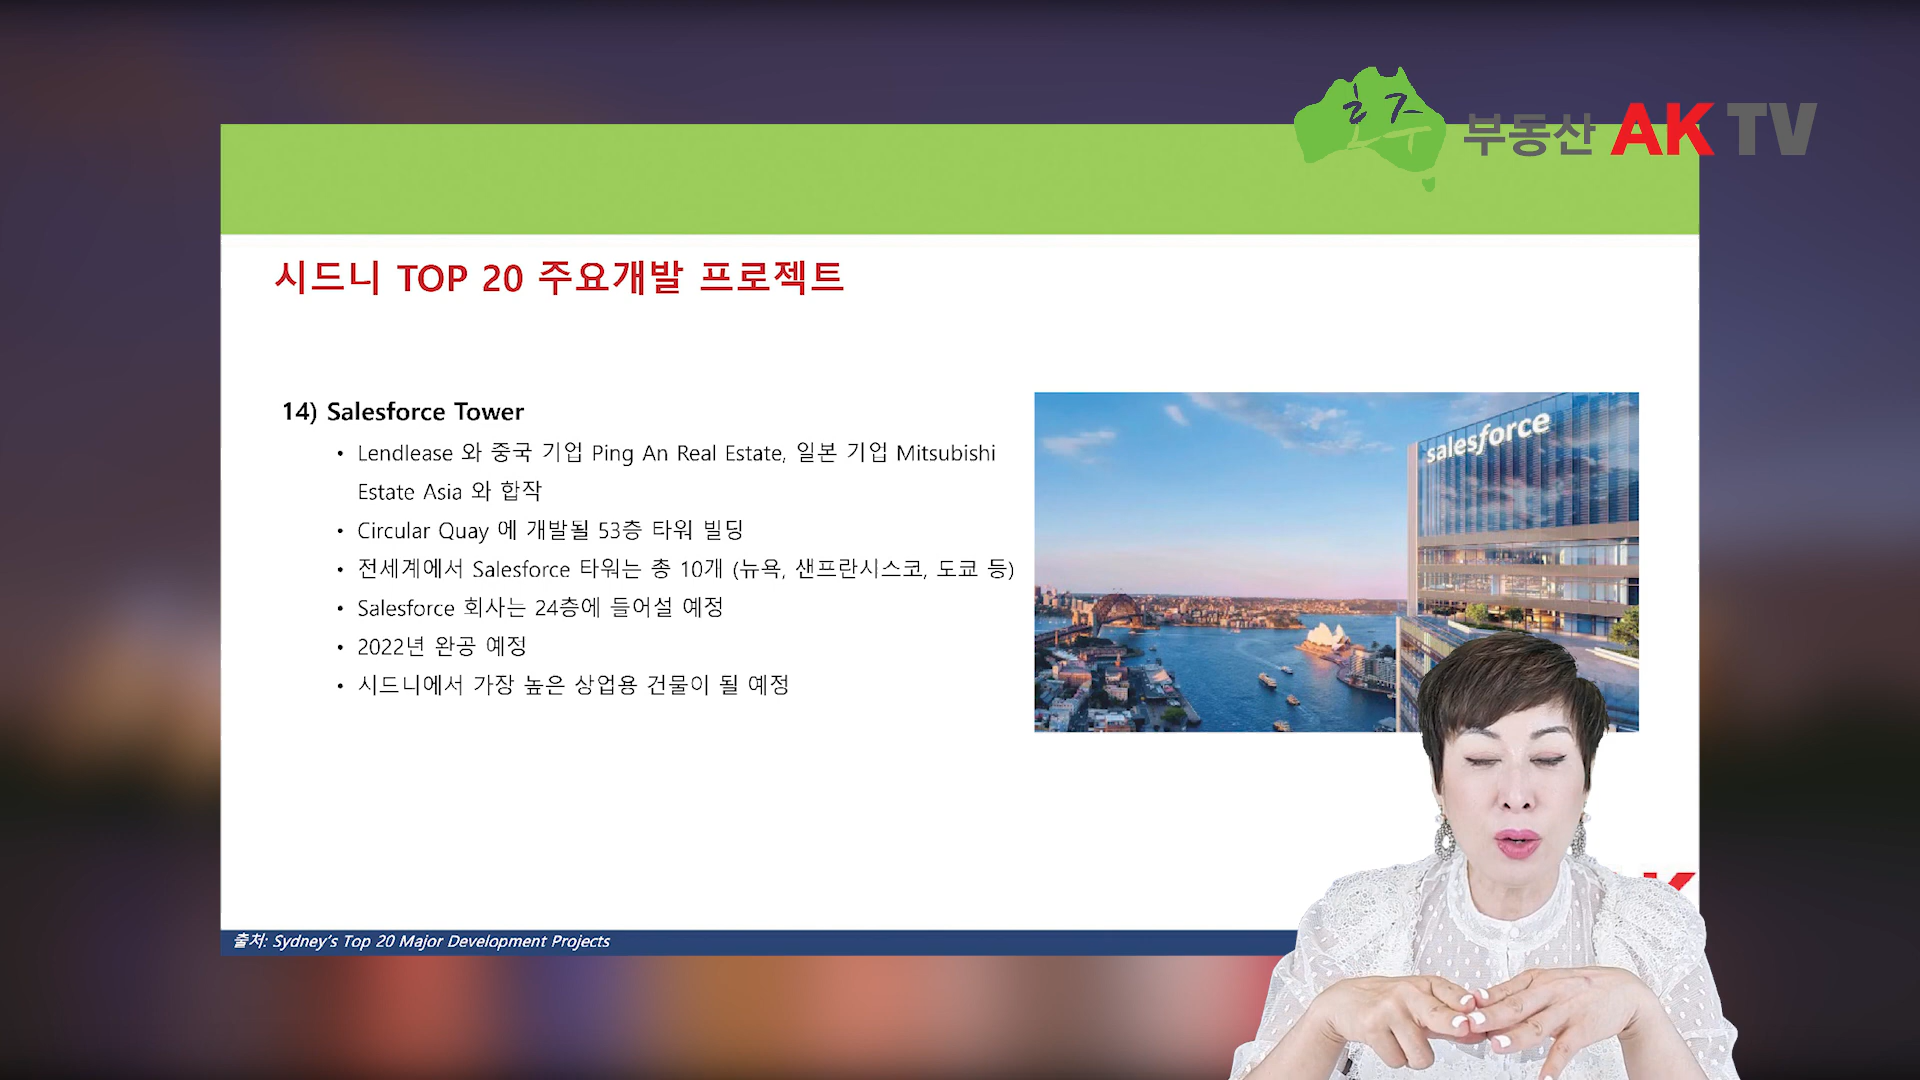 호주
부동산 AK TV
시드니 TOP 20 주요개발 프로젝트
14) Salesforce Tower
• Lendlease 와 중국 기업 Ping An Real Estate, 일본 기업 Mitsubishi
Estate Asia 와 합작
• Circular Quay 에 개발될 53층 타워 빌딩
• 전세계에서 Salesforce 타워는 총 10개 (뉴욕, 샌프란시스코, 도쿄 등)
• Salesforce 회사는 24층에 들어설 예정
• 2022년 완공 예정
• 시드니에서 가장 높은 상업용 건물이 될 예정
salesforce
출처: Sydney's Top 20 Major Development Projects